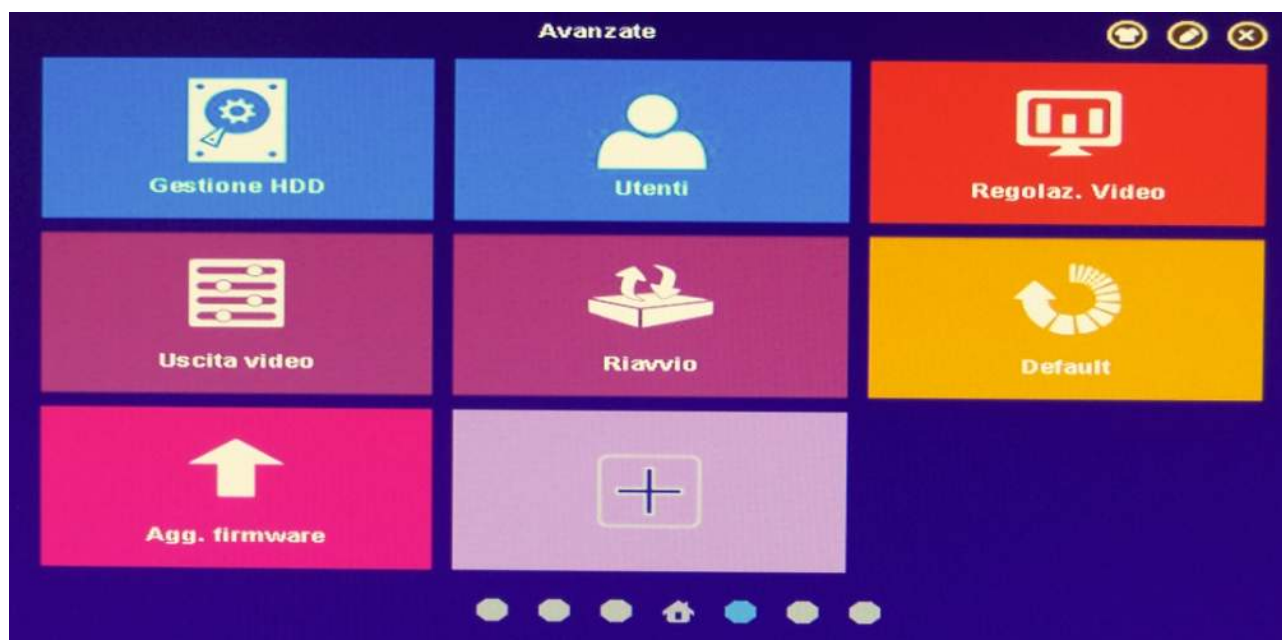 Avanzate
Gestione HDD
Utenti
Regolaz. Video
Uscita video
Riavvio
Default
Agg. firmware